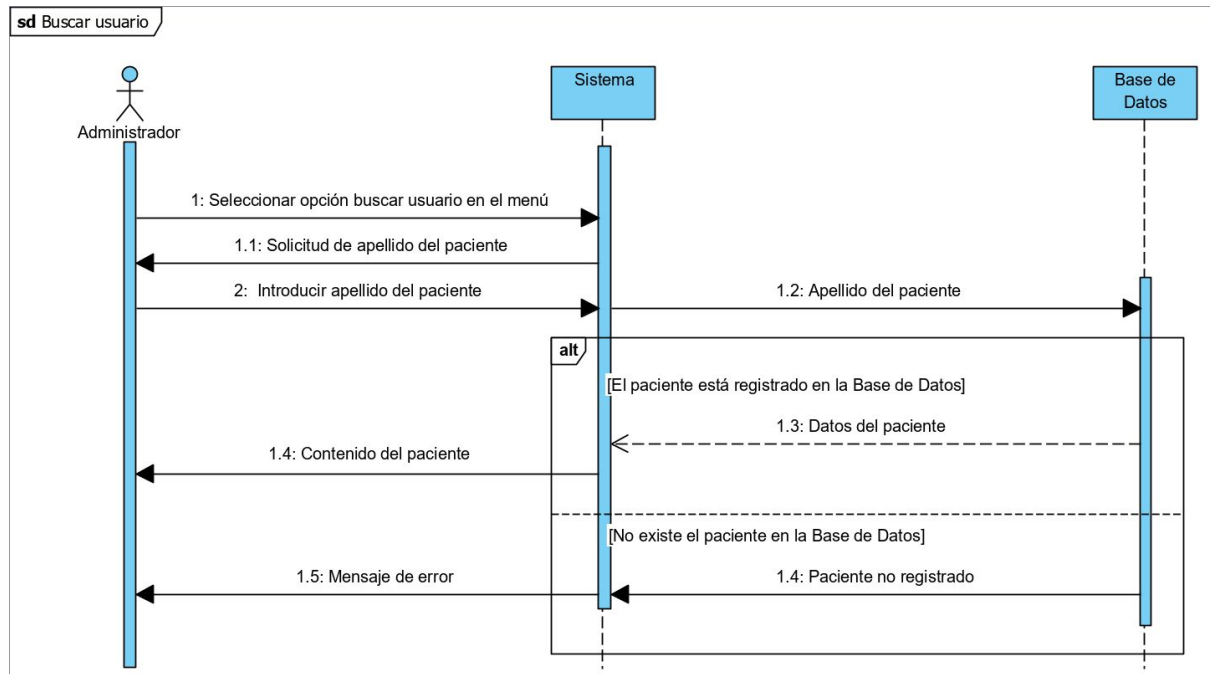 sd Buscar usuario
Sistema
Base de
Datos
Administrador
1: Seleccionar opción buscar usuario en el menú
1.1: Solicitud de apellido del paciente
2: Introducir apellido del paciente
1.2: Apellido del paciente
alt
[El paciente está registrado en la Base de Datos]
1.3: Datos del paciente
1.4: Contenido del paciente
[No existe el paciente en la Base de Datos]
1.5: Mensaje de error
1.4: Paciente no registrado